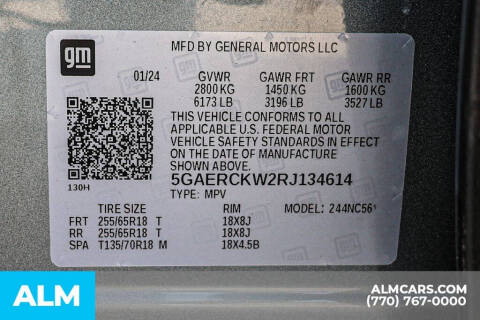 gm
MFD BY GENERAL MOTORS LLC
01/24 GVWR GAWR FRT GAWR RR
2800 KG 1450 KG 1600 KG
6173 LB 3196 LB 3527 LB
THIS VEHICLE CONFORMS TO ALL
APPLICABLE U.S. FEDERAL MOTOR
VEHICLE SAFETY STANDARDS IN EFFECT
ON THE DATE OF MANUFACTURE
SHOWN ABOVE.
130H 5GAERCKW2RJ134614
TYPE: MPV
TIRE SIZE RIM MODEL: 244NC56
FRT 255/65R18 T 18X8J
RR 255/65R18 T 18X8J
SPA T135/70R18 M 18X4.5B
ALM
ALMCARS.COM
(770) 767-0000